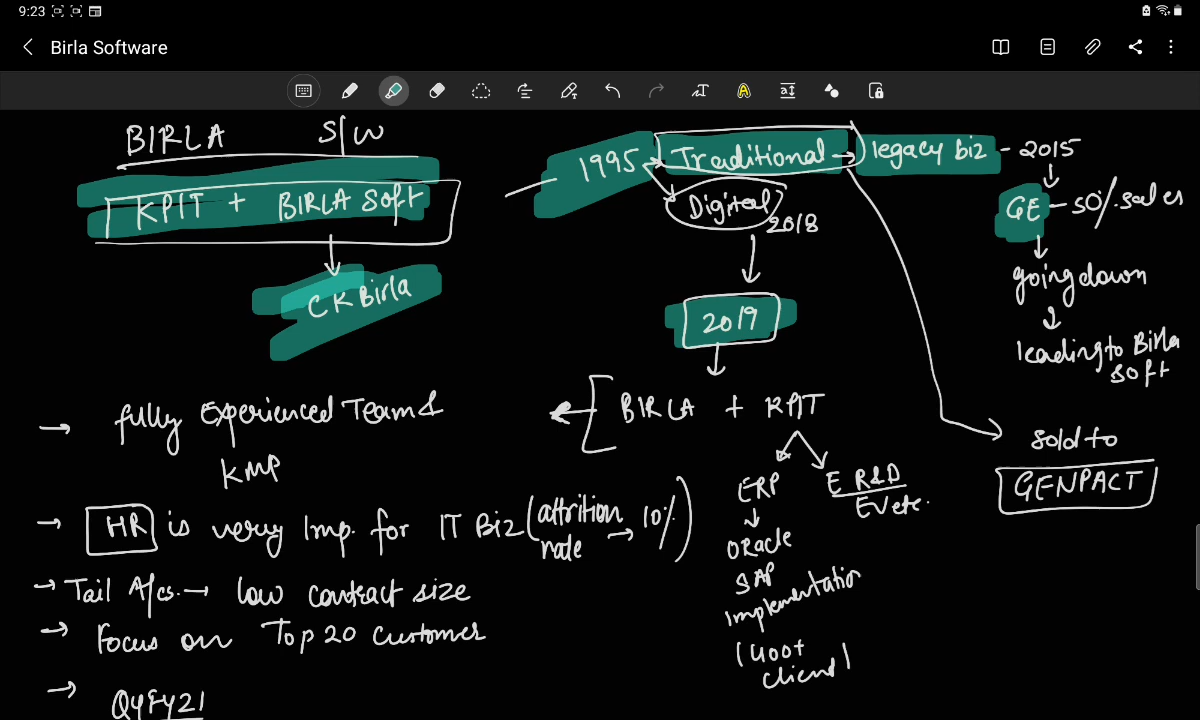 9:23
Birla Software
BIRLA S/W
KPIT + BIRLA Soft
CK Birla
1995 Traditional legacy biz - 2015
Digital
2018
GE - 50% sales
going down
leading to Birla
soft
2019
BIRLA + KPIT
ERP
Oracle
SAP
Implementation
(400+
client)
E R&D
EV etc.
sold to
GENPACT
→ fully Experienced Team &
KMP
→ HR is very Imp. for IT Biz (attrition
rate → 10%)
→ Tail A/cs. → low contract size
→ Focus on Top 20 customer
→ Q4FY21